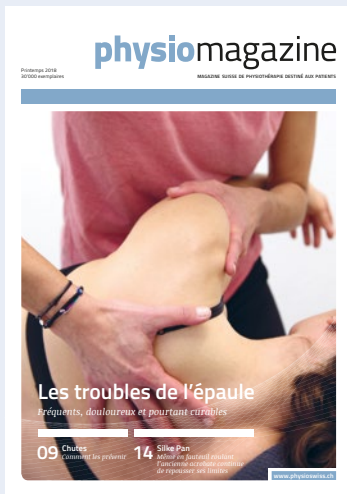 physiomagazine
Printemps 2018
30'000 exemplaires
MAGAZINE SUISSE DE PHYSIOTHÉRAPIE DESTINÉ AUX PATIENTS
Les troubles de l'épaule
Fréquents, douloureux et pourtant curables
09 Chutes
Comment les prévenir
14 Silke Pan
Même en fauteuil roulant
l'ancienne acrobate continue
de repousser ses limites
www.physioswiss.ch